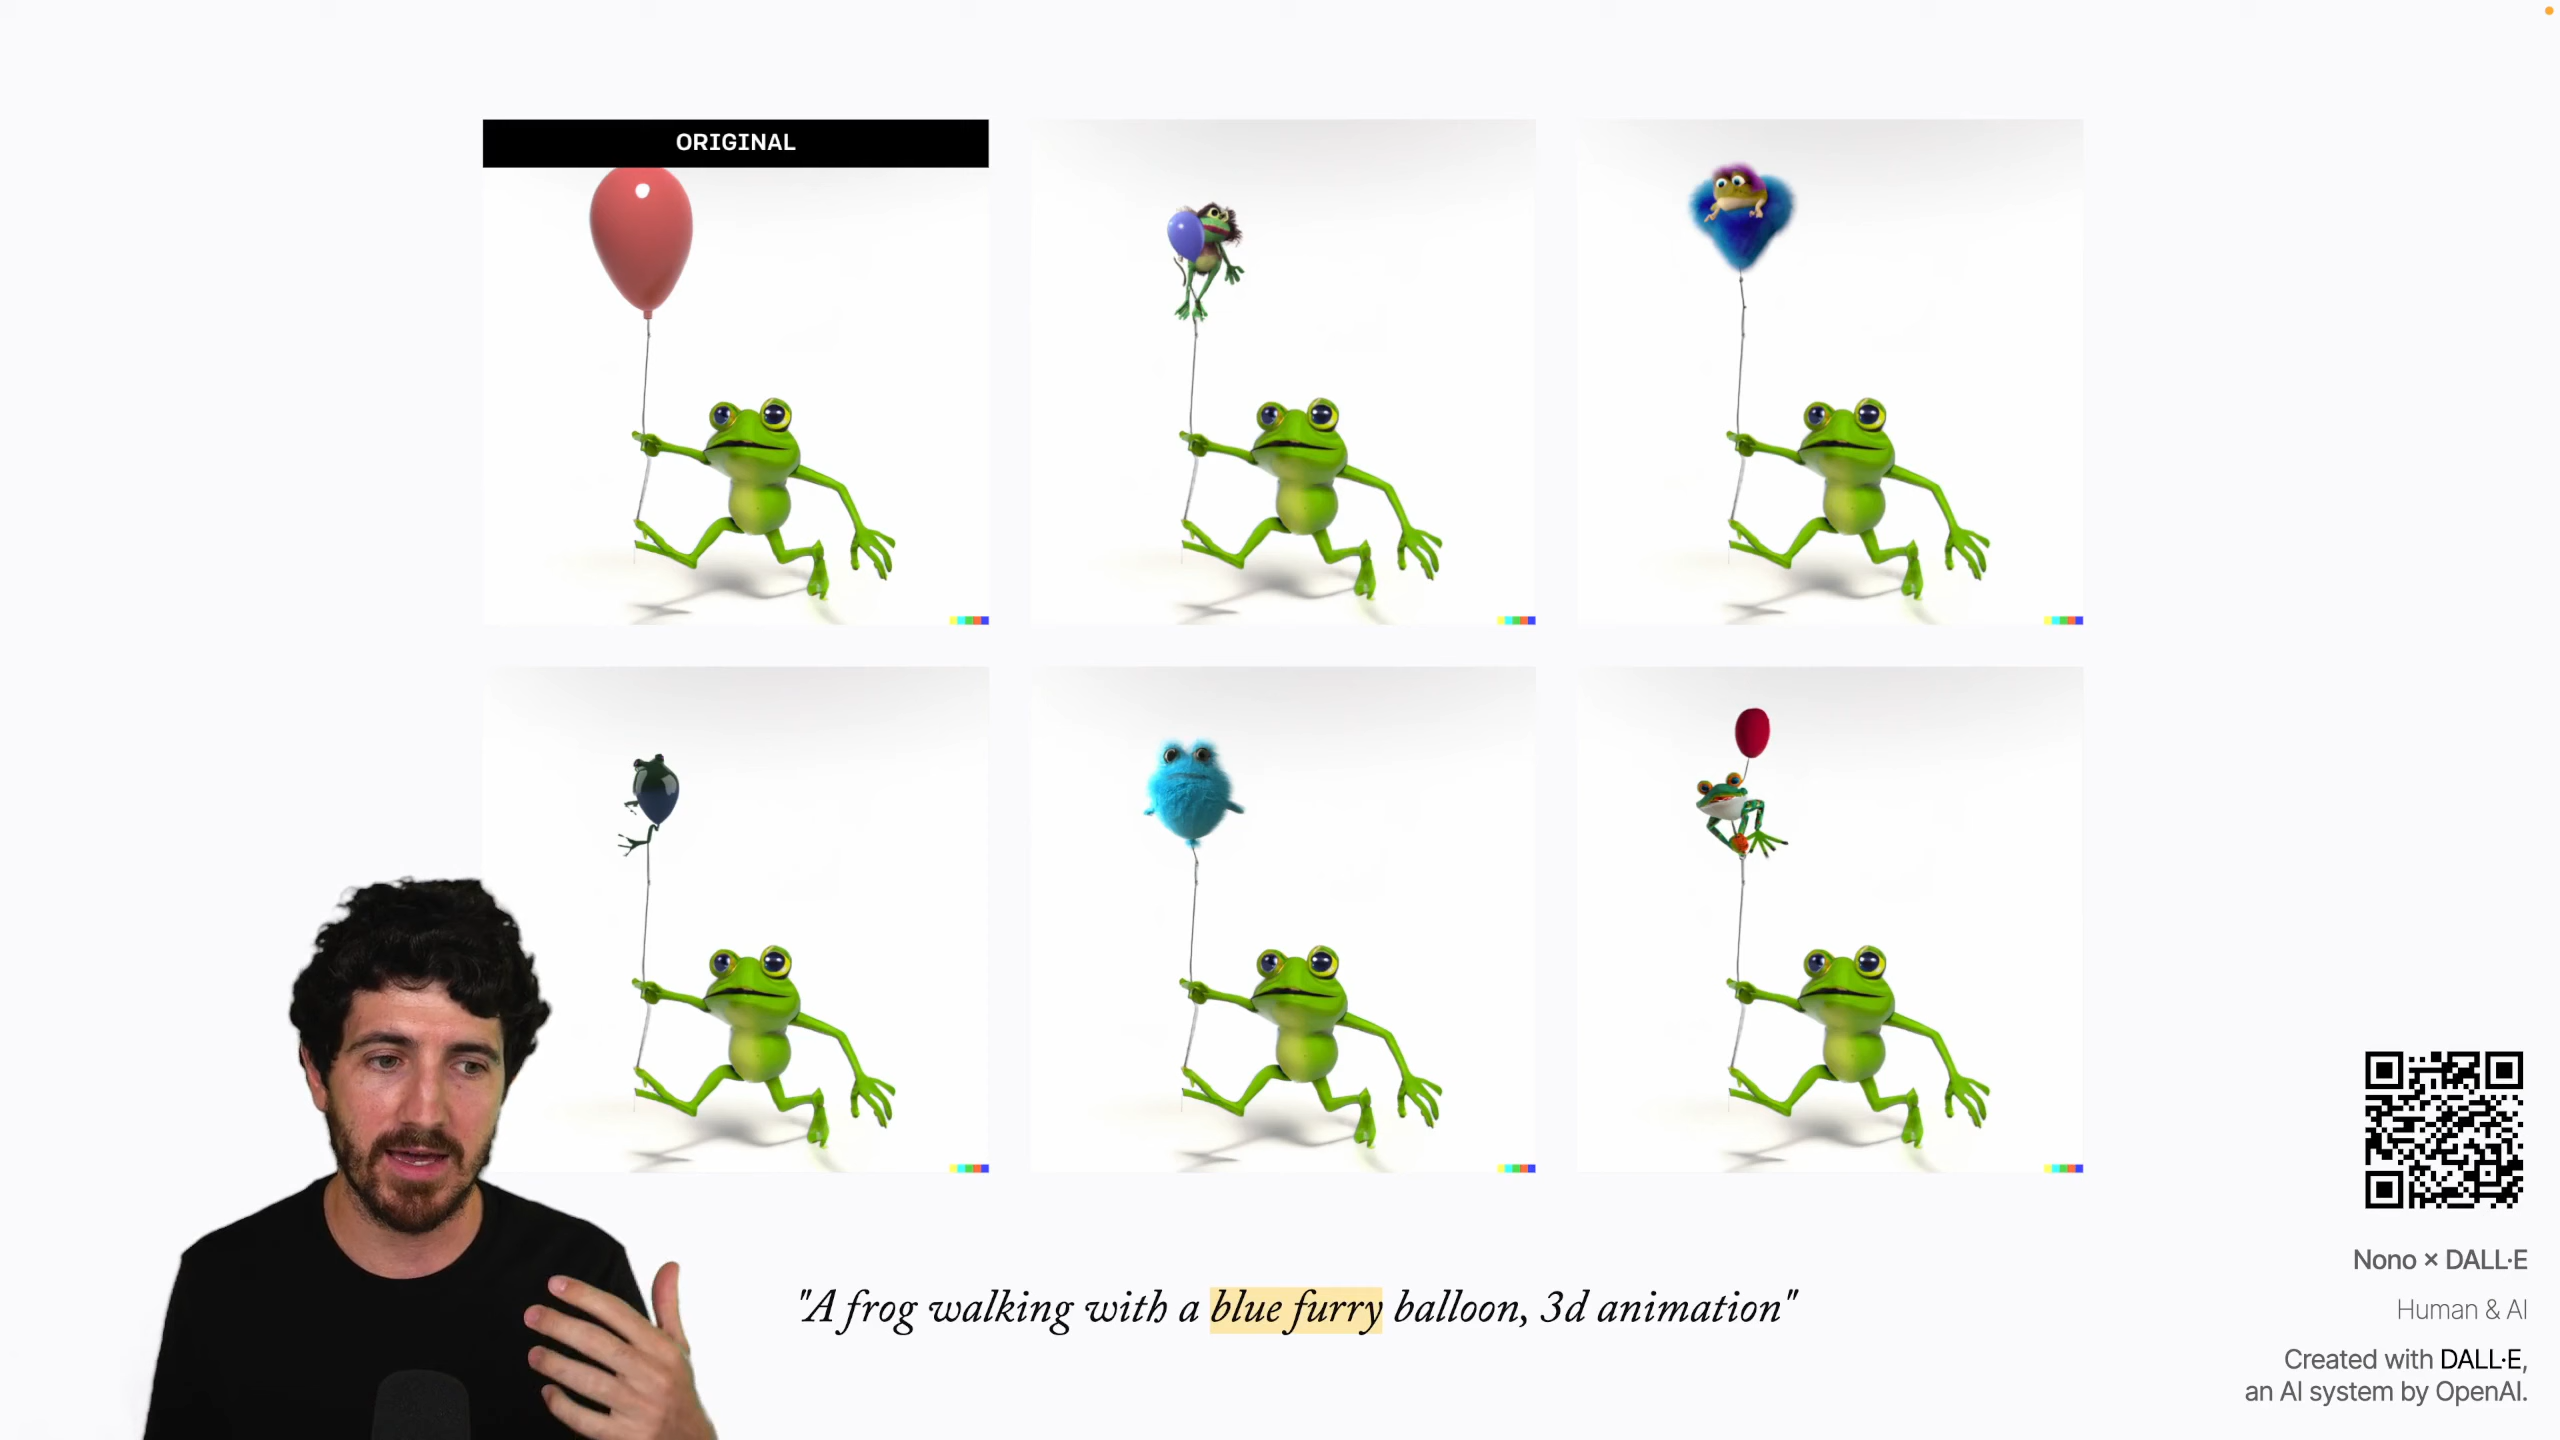 ORIGINAL
"A frog walking with a blue furry balloon, 3d animation"
Nono × DALL·E
Human & AI
Created with DALL·E,
an AI system by OpenAI.